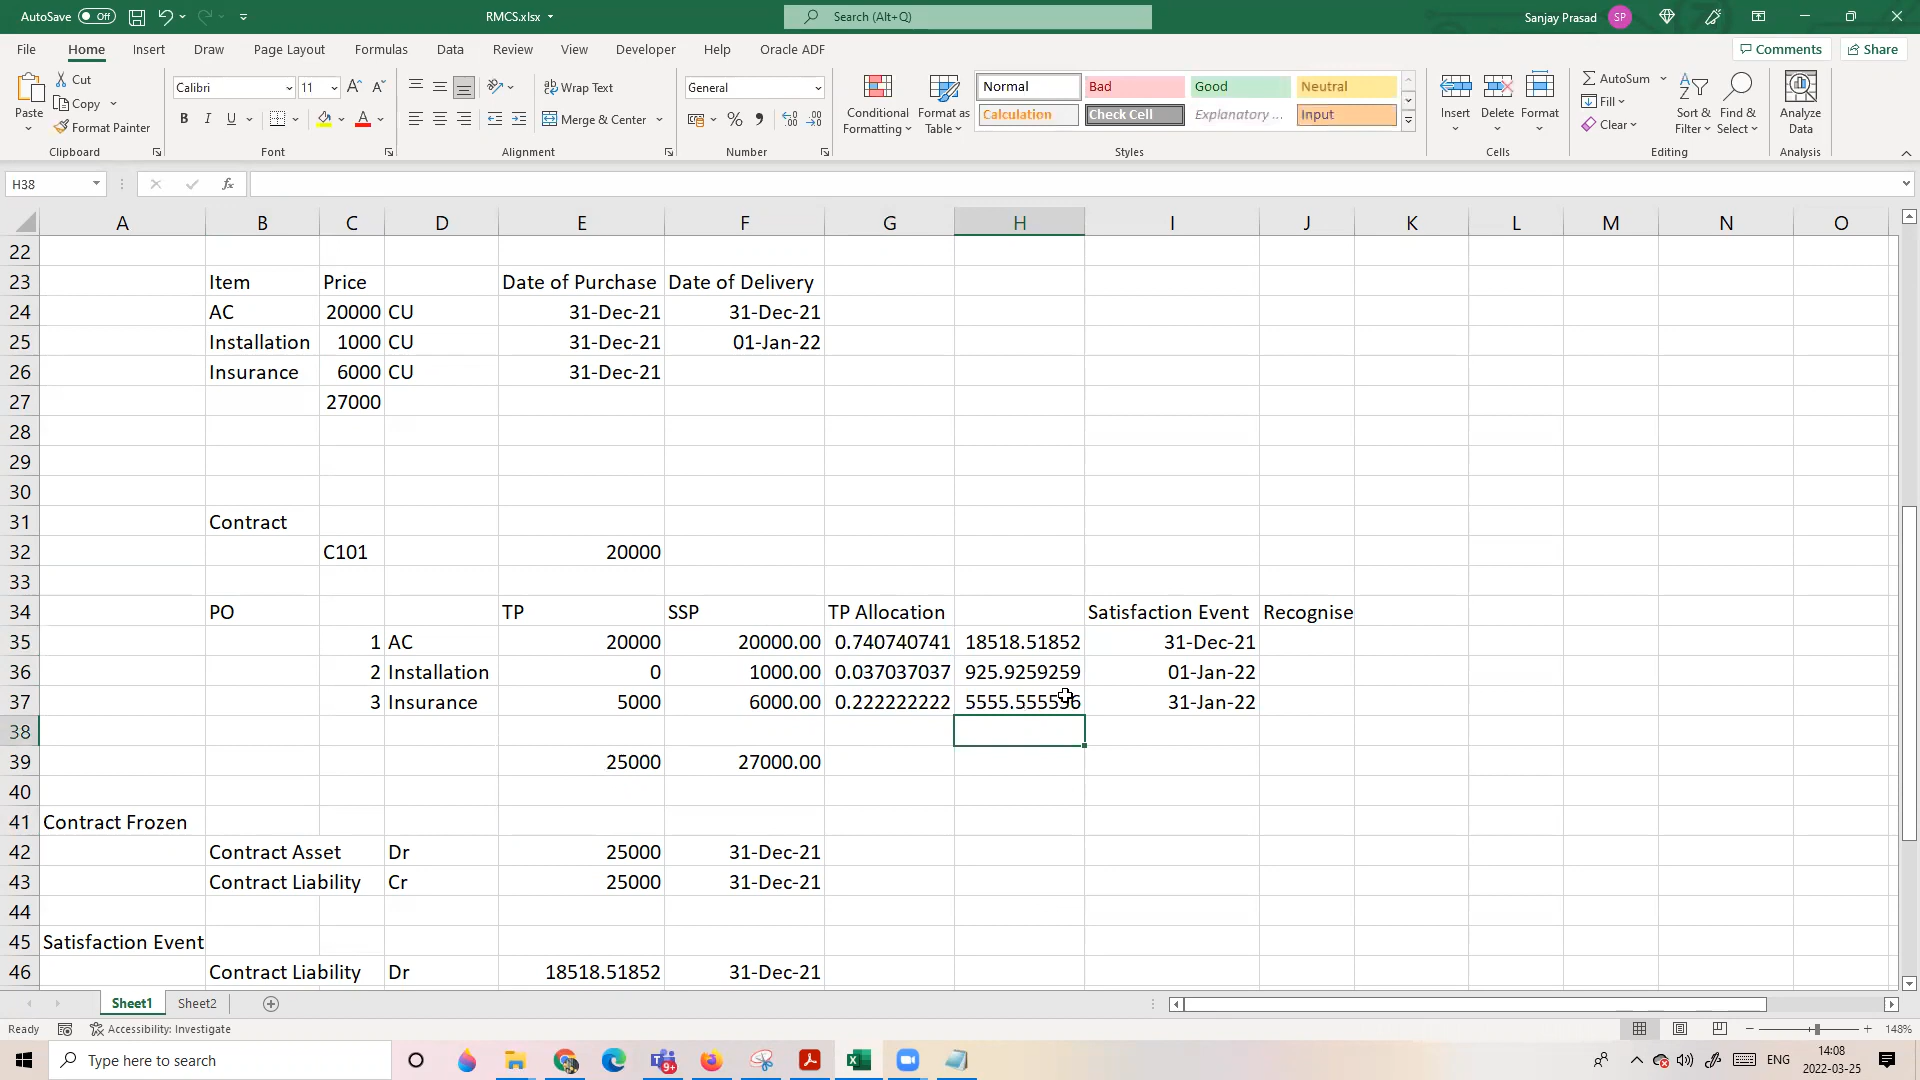 AutoSave Off RMCS.xlsx Search (Alt+Q) Sanjay Prasad SP
File Home Insert Draw Page Layout Formulas Data Review View Developer Help Oracle ADF Comments Share
Paste Cut Copy Format Painter
Calibri 11 General
B I U Wrap Text Merge & Center
Conditional Formatting Format as Table
Normal Bad Good Neutral
Calculation Check Cell Explanatory ... Input
Insert Delete Format AutoSum Fill Clear Sort & Filter Find & Select Analyze Data
Clipboard Font Alignment Number Styles Cells Editing Analysis
H38 fx
A B C D E F G H I J K L M N O
22
23 Item Price Date of Purchase Date of Delivery
24 AC 20000 CU 31-Dec-21 31-Dec-21
25 Installation 1000 CU 31-Dec-21 01-Jan-22
26 Insurance 6000 CU 31-Dec-21
27 27000
28
29
30
31 Contract
32 C101 20000
33
34 PO TP SSP TP Allocation Satisfaction Event Recognise
35 1 AC 20000 20000.00 0.740740741 18518.51852 31-Dec-21
36 2 Installation 0 1000.00 0.037037037 925.9259259 01-Jan-22
37 3 Insurance 5000 6000.00 0.222222222 5555.555556 31-Jan-22
38
39 25000 27000.00
40
41 Contract Frozen
42 Contract Asset Dr 25000 31-Dec-21
43 Contract Liability Cr 25000 31-Dec-21
44
45 Satisfaction Event
46 Contract Liability Dr 18518.51852 31-Dec-21
Sheet1 Sheet2
Ready Accessibility: Investigate 148%
Type here to search 9+ ENG 14:08
2022-03-25